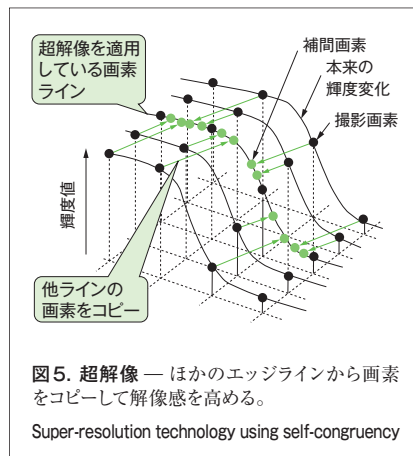 超解像を適用
している画素
ライン
補間画素
本来の
輝度変化
撮影画素
輝度値
他ラインの
画素をコピー
図5. 超解像 — ほかのエッジラインから画素
をコピーして解像感を高める。
Super-resolution technology using self-congruency